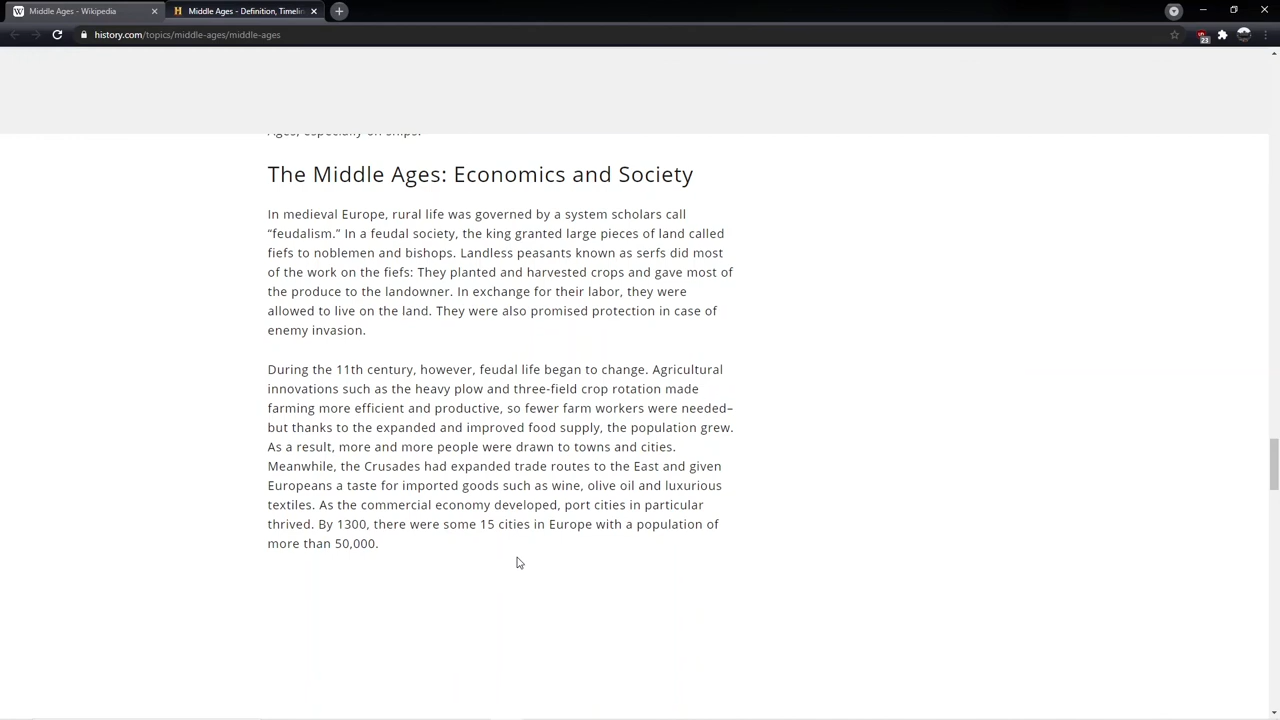 Middle Ages - Wikipedia
Middle Ages - Definition, Timelin
history.com/topics/middle-ages/middle-ages
23
Ages, especially on ships.
The Middle Ages: Economics and Society
In medieval Europe, rural life was governed by a system scholars call
“feudalism.” In a feudal society, the king granted large pieces of land called
fiefs to noblemen and bishops. Landless peasants known as serfs did most
of the work on the fiefs: They planted and harvested crops and gave most of
the produce to the landowner. In exchange for their labor, they were
allowed to live on the land. They were also promised protection in case of
enemy invasion.
During the 11th century, however, feudal life began to change. Agricultural
innovations such as the heavy plow and three-field crop rotation made
farming more efficient and productive, so fewer farm workers were needed–
but thanks to the expanded and improved food supply, the population grew.
As a result, more and more people were drawn to towns and cities.
Meanwhile, the Crusades had expanded trade routes to the East and given
Europeans a taste for imported goods such as wine, olive oil and luxurious
textiles. As the commercial economy developed, port cities in particular
thrived. By 1300, there were some 15 cities in Europe with a population of
more than 50,000.